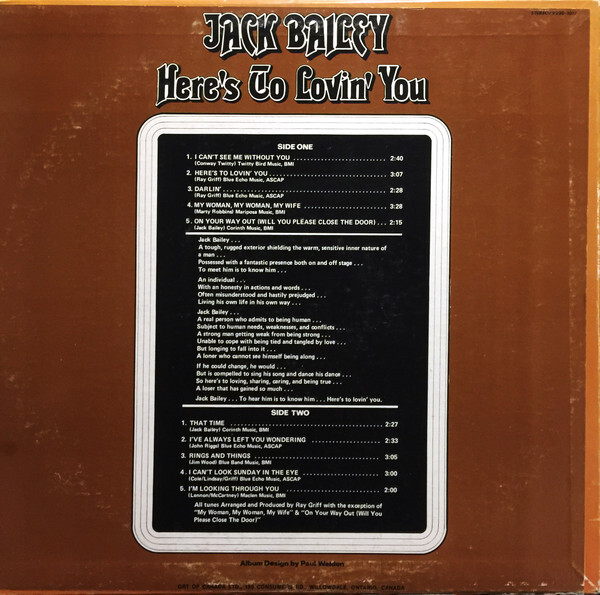 JACK BAILEY
Here's To Lovin' You
SIDE ONE
1. I CAN'T SEE ME WITHOUT YOU .......................... 2:40
(Conway Twitty) Twitty Bird Music, BMI
2. HERE'S TO LOVIN' YOU .......................... 3:07
(Ray Griff) Blue Echo Music, ASCAP
3. DARLIN' .......................... 2:28
(Ray Griff) Blue Echo Music, ASCAP
4. MY WOMAN, MY WOMAN, MY WIFE .......................... 3:28
(Marty Robbins) Mariposa Music, BMI
5. ON YOUR WAY OUT (WILL YOU PLEASE CLOSE THE DOOR) ... 2:15
(Jack Bailey) Corinth Music, BMI
Jack Bailey . . .
A tough, rugged exterior shielding the warm, sensitive inner nature of
a man . . .
Possessed with a fantastic presence both on and off stage . . .
To meet him is to know him . . .
An individual . . .
With an honesty in actions and words . . .
Often misunderstood and hastily prejudged . . .
Living his own life in his own way . . .
Jack Bailey . . .
A real person who admits to being human . . .
Subject to human needs, weaknesses, and conflicts . . .
A strong man getting weak from being strong . . .
Unable to cope with being tied and tangled by love . . .
But longing to fall into it . . .
A loner who cannot see himself being along . . .
If he could change, he would . . .
But is compelled to sing his song and dance his dance . . .
So here's to loving, sharing, caring, and being true . . .
A loser that has gained so much . . .
Jack Bailey . . . To hear him is to know him . . . Here's to lovin' you.
SIDE TWO
1. THAT TIME .......................... 2:27
(Jack Bailey) Corinth Music, BMI
2. I'VE ALWAYS LEFT YOU WONDERING .......................... 2:33
(John Riggs) Blue Echo Music, ASCAP
3. RINGS AND THINGS .......................... 3:05
(Jim Wood) Blue Band Music, BMI
4. I CAN'T LOOK SUNDAY IN THE EYE .......................... 3:00
(Cole/Lindsay/Griff) Blue Echo Music, ASCAP
5. I'M LOOKING THROUGH YOU .......................... 2:00
(Lennon/McCartney) Maclen Music, BMI
All tunes Arranged and Produced by Ray Griff with the exception of
"My Woman, My Woman, My Wife" & "On Your Way Out (Will You
Please Close The Door)"
Album Design by Paul Weldon
GRT OF CANADA LTD., CONSUMERS RD., WILLOWDALE, ONTARIO, CANADA